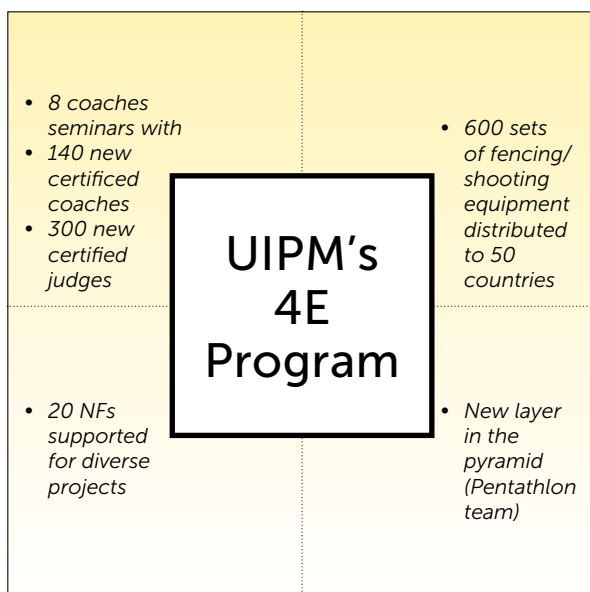 • 8 coaches
seminars with
• 140 new
certificed
coaches
• 300 new
certified
judges
• 600 sets
of fencing/
shooting
equipment
distributed
to 50
countries
UIPM's
4E
Program
• 20 NFs
supported
for diverse
projects
• New layer
in the
pyramid
(Pentathlon
team)